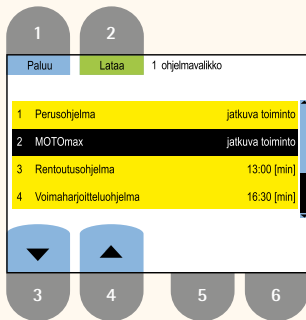 1 2
Paluu Lataa 1 ohjelmavalikko
1 Perusohjelma jatkuva toiminto
2 MOTOmax jatkuva toiminto
3 Rentoutusohjelma 13:00 [min]
4 Voimaharjoitteluohjelma 16:30 [min]
3 4 5 6